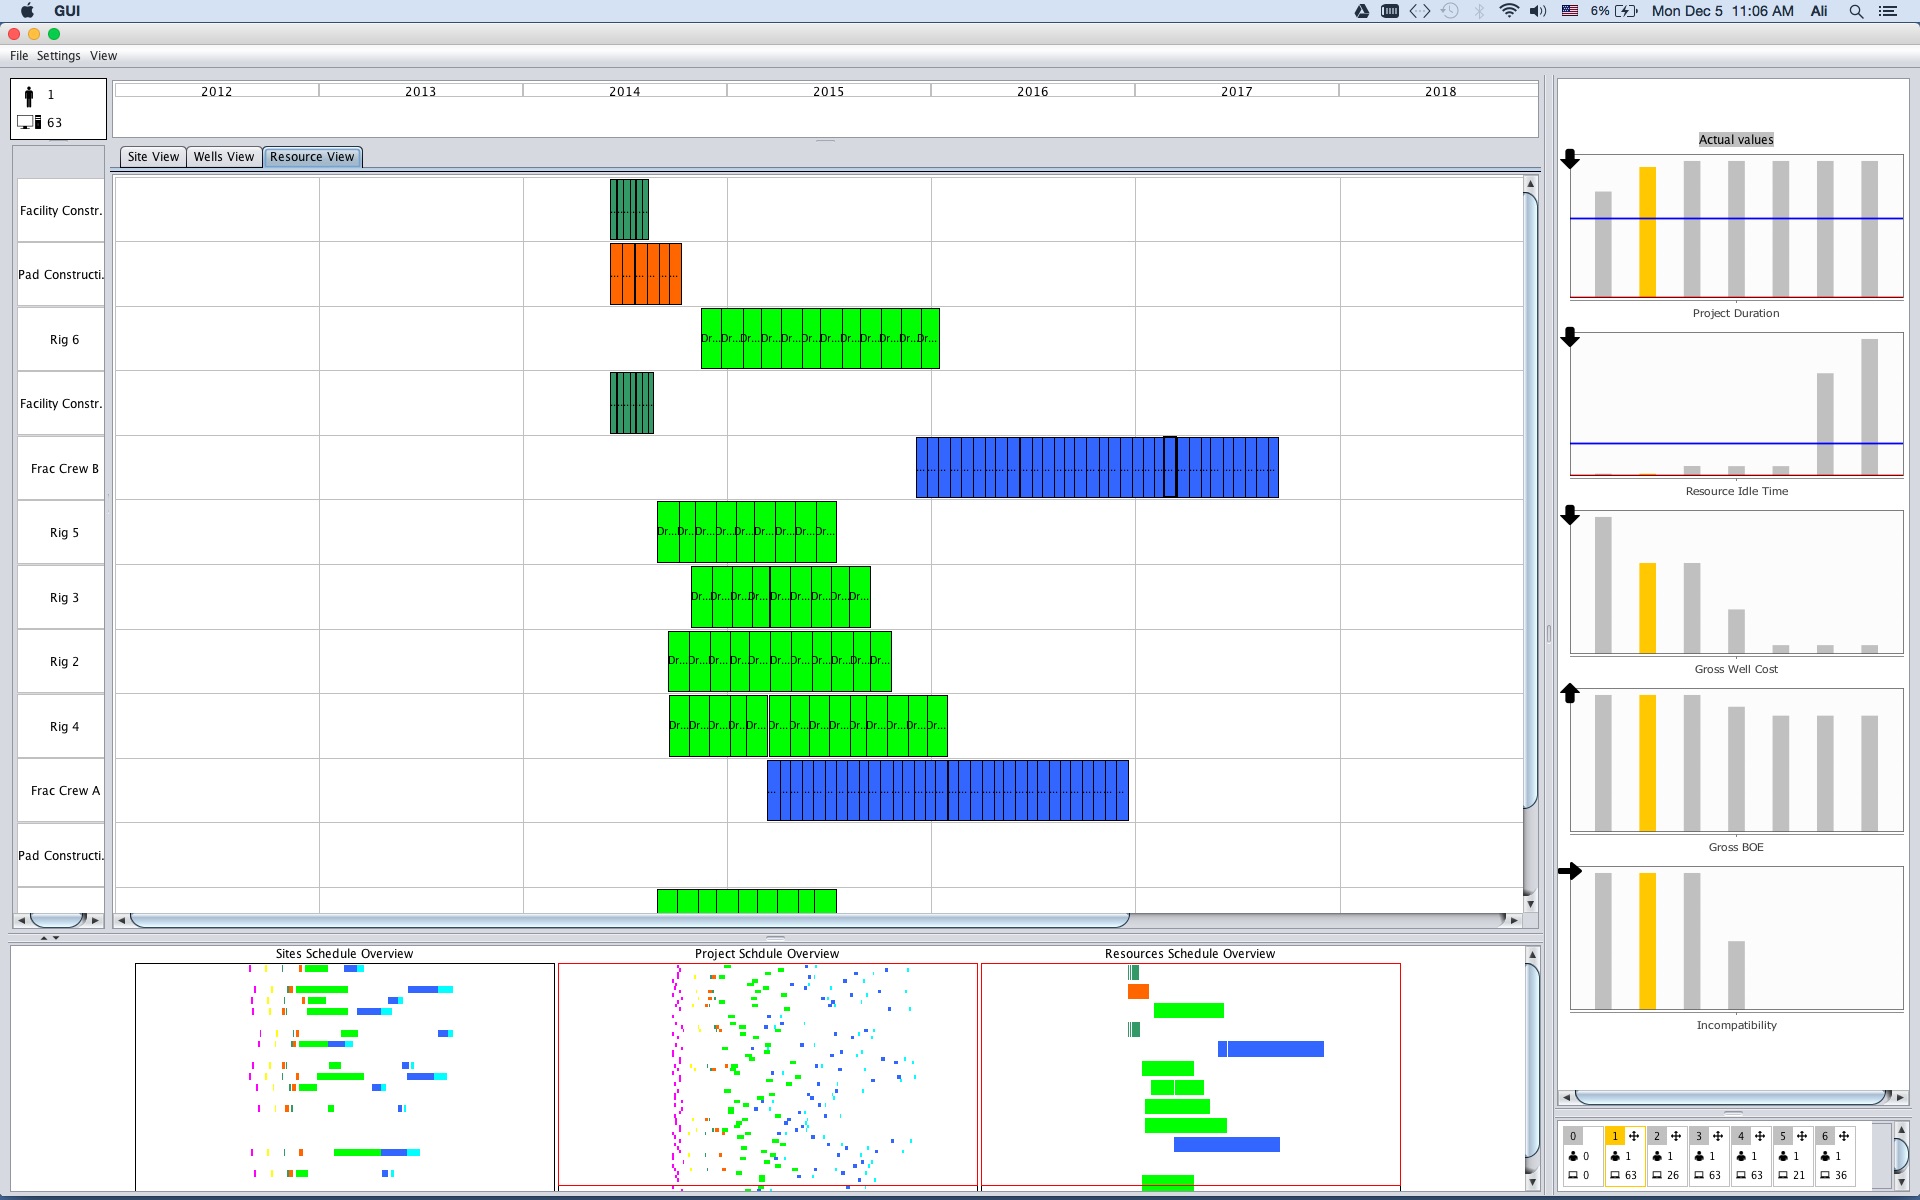 GUI
6%
Mon Dec 5 11:06 AM
Ali
File Settings View
1
63
2012 2013 2014 2015 2016 2017 2018
Site View Wells View Resource View
Facility Constr.
Pad Constructi.
Rig 6
Dr... Dr... Dr... Dr... Dr... Dr... Dr... Dr... Dr... Dr... Dr... Dr...
Facility Constr.
Frac Crew B
Rig 5
Dr... Dr... Dr... Dr... Dr... Dr... Dr... Dr... Dr...
Rig 3
Dr... Dr... Dr... Dr... Dr... Dr... Dr... Dr... Dr...
Rig 2
Dr... Dr... Dr... Dr... Dr... Dr... Dr... Dr... Dr... Dr... Dr...
Rig 4
Dr... Dr... Dr... Dr... Dr... Dr... Dr... Dr... Dr... Dr... Dr... Dr... Dr... Dr...
Frac Crew A
Pad Constructi.
Sites Schedule Overview
Project Schdule Overview
Resources Schedule Overview
Actual values
Project Duration
Resource Idle Time
Gross Well Cost
Gross BOE
Incompatibility
0 1 2 3 4 5 6
0 1 1 1 1 1 1
0 63 26 63 63 21 36